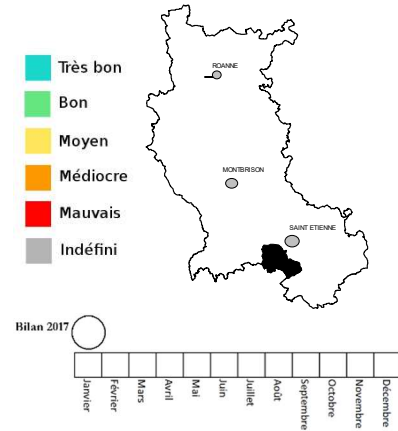 Très bon
Bon
Moyen
Médiocre
Mauvais
Indéfini
ROANNE
MONTBRISON
SAINT ETIENNE
Bilan 2017
Janvier
Février
Mars
Avril
Mai
Juin
Juillet
Août
Septembre
Octobre
Novembre
Décembre